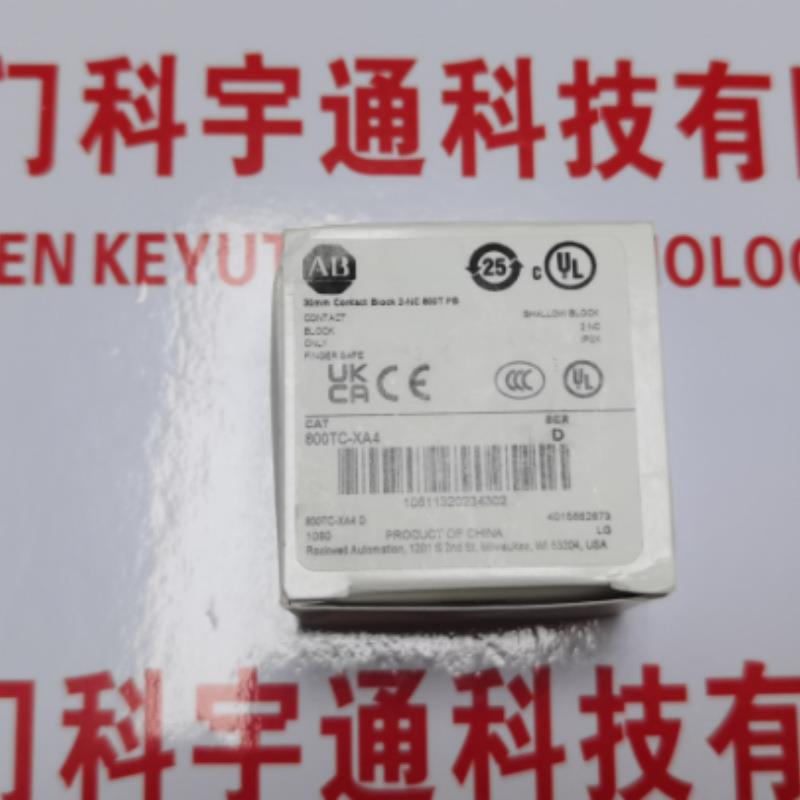 门科宇通科技有
EN KEYUT NOLO
AB
25
C UL
30mm Contact Block 2-NC 800T PB
CONTACT
BLOCK
ONLY
FINGER SAFE
SHALLOW BLOCK
2 NC
IP2X
UK
CA CE
CCC UL
CAT
800TC-XA4
SER
D
10611320234302
800TC-XA4 D
1080
PRODUCT OF CHINA
4015662673
LG
Rockwell Automation, 1201 S 2nd St, Milwaukee, WI 53204, USA
门科宇通科技有